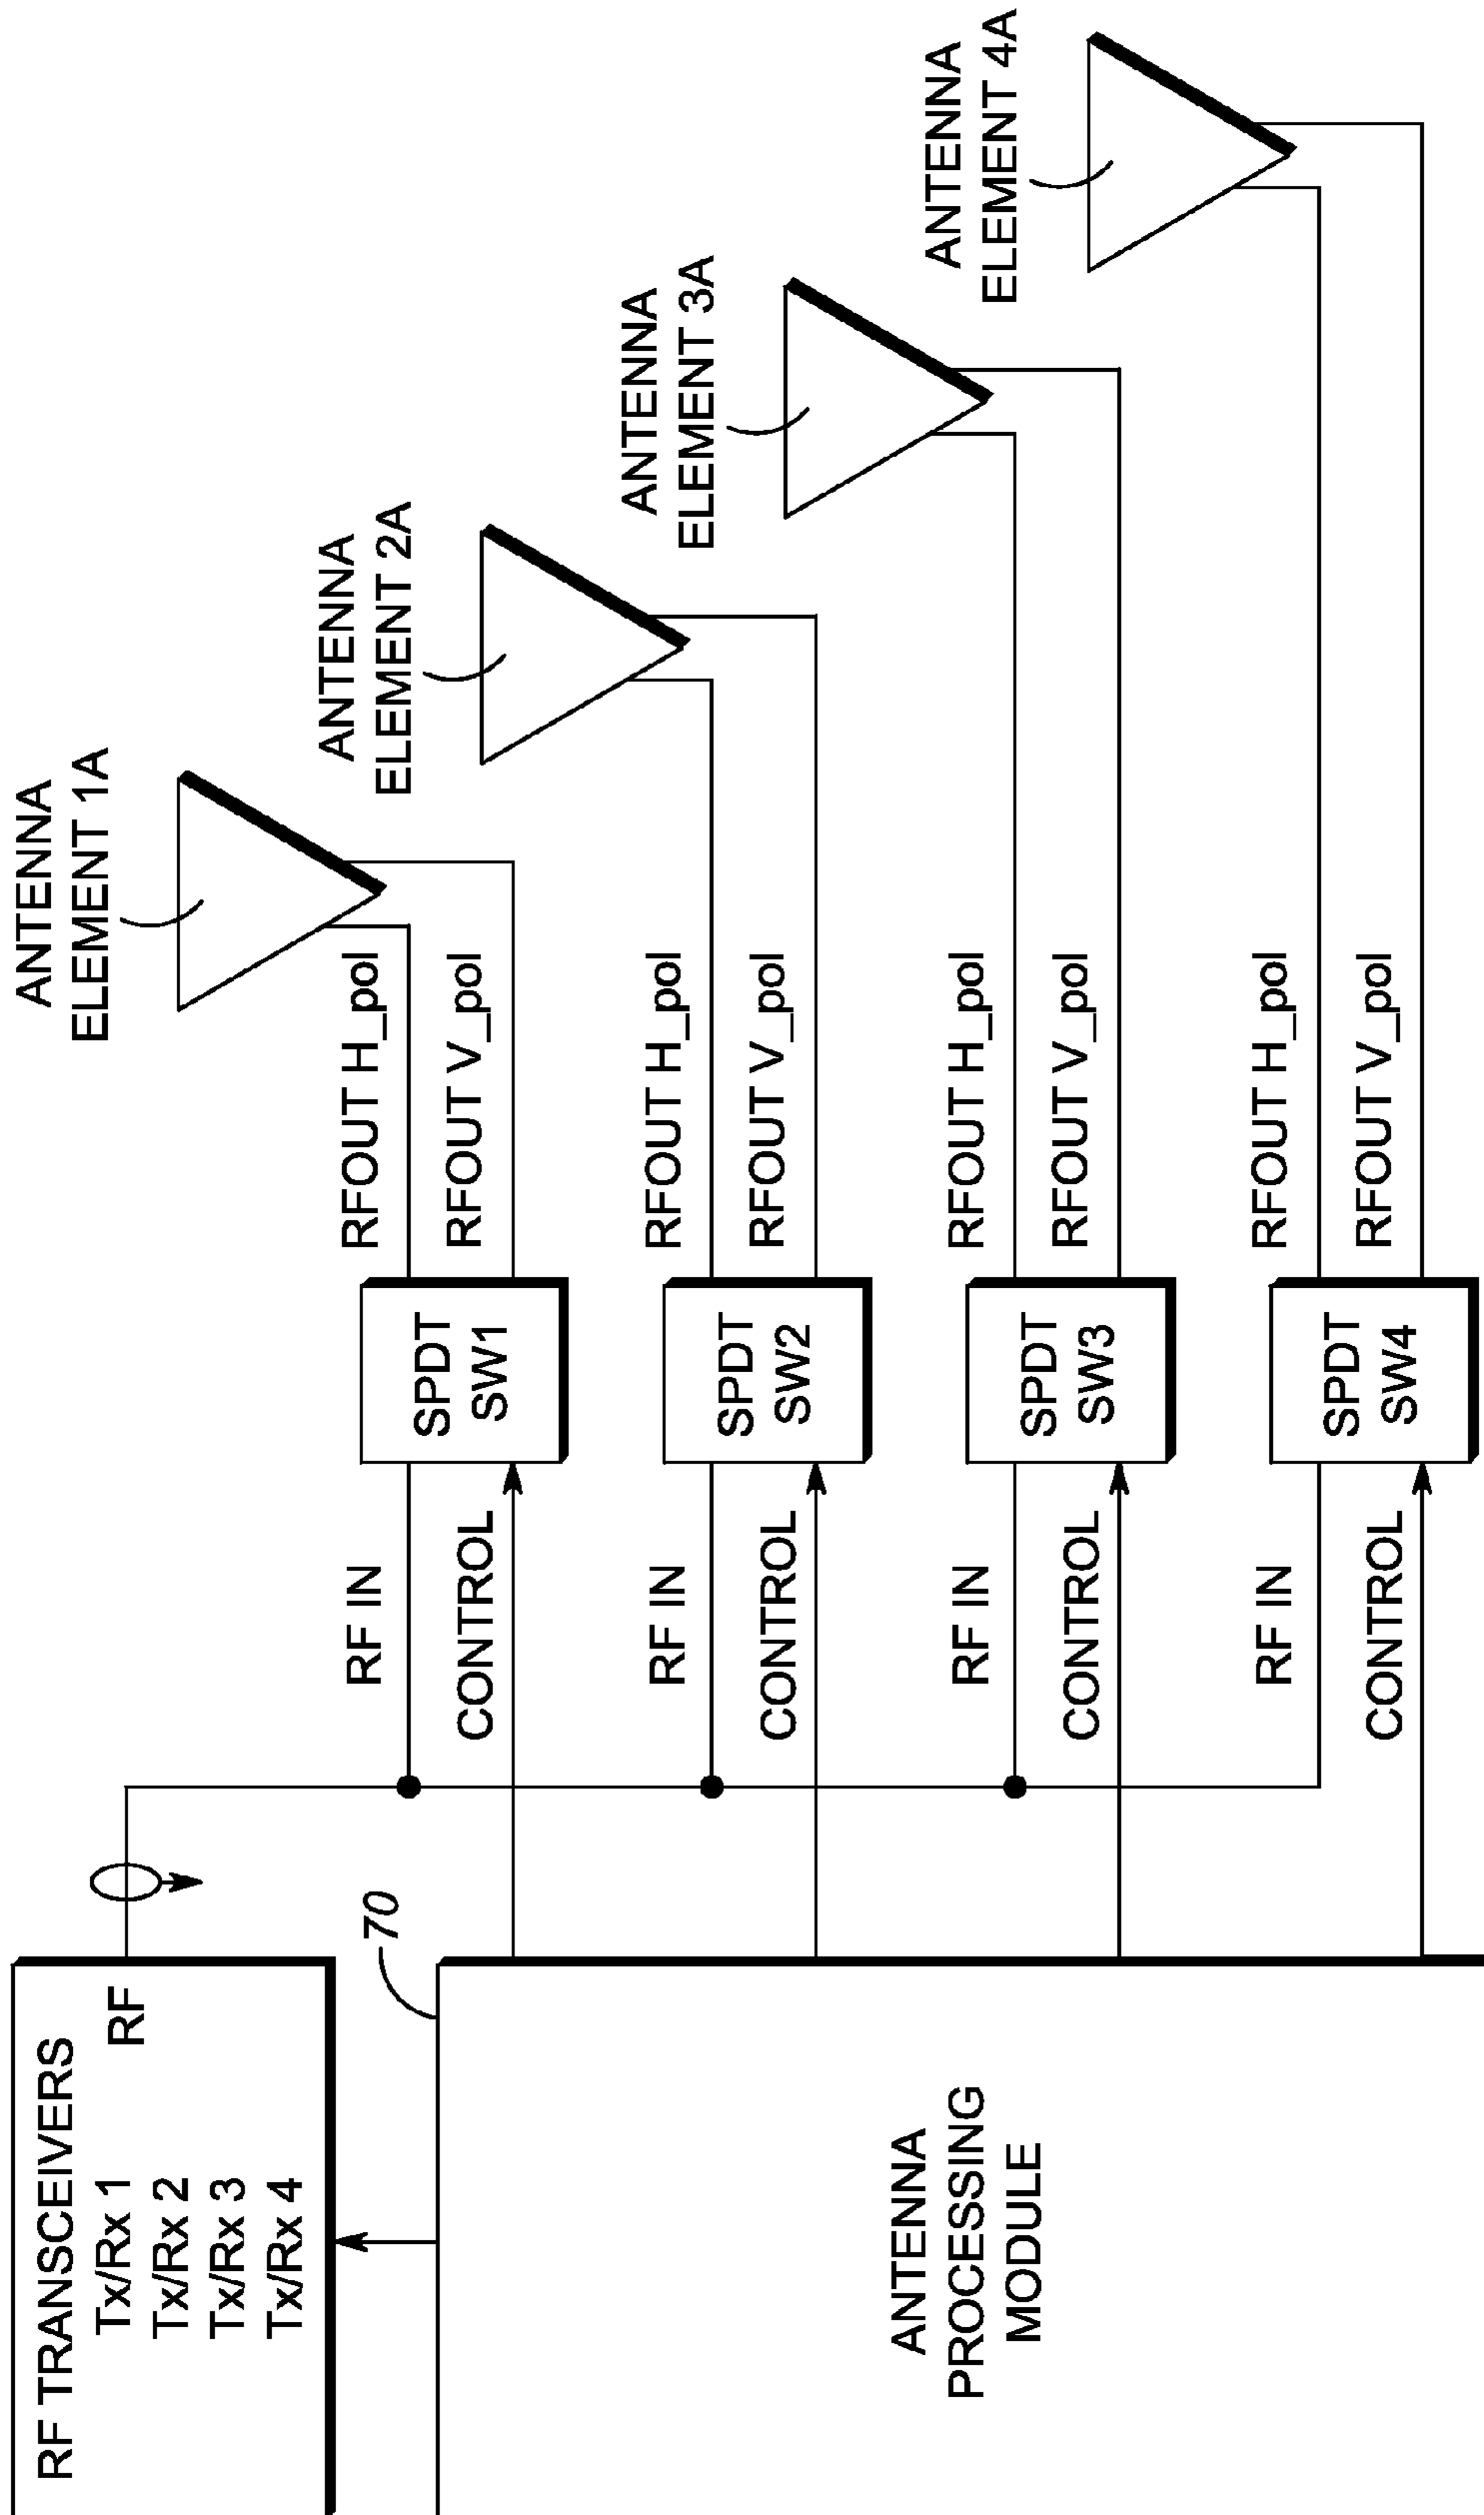 RF TRANSCEIVERS
RF
Tx/Rx 1
Tx/Rx 2
Tx/Rx 3
Tx/Rx 4
70
ANTENNA
PROCESSING
MODULE
RF IN
CONTROL
SPDT
SW1
RFOUT H_pol
RFOUT V_pol
ANTENNA
ELEMENT 1A
RF IN
CONTROL
SPDT
SW2
RFOUT H_pol
RFOUT V_pol
ANTENNA
ELEMENT 2A
RF IN
CONTROL
SPDT
SW3
RFOUT H_pol
RFOUT V_pol
ANTENNA
ELEMENT 3A
RF IN
CONTROL
SPDT
SW4
RFOUT H_pol
RFOUT V_pol
ANTENNA
ELEMENT 4A